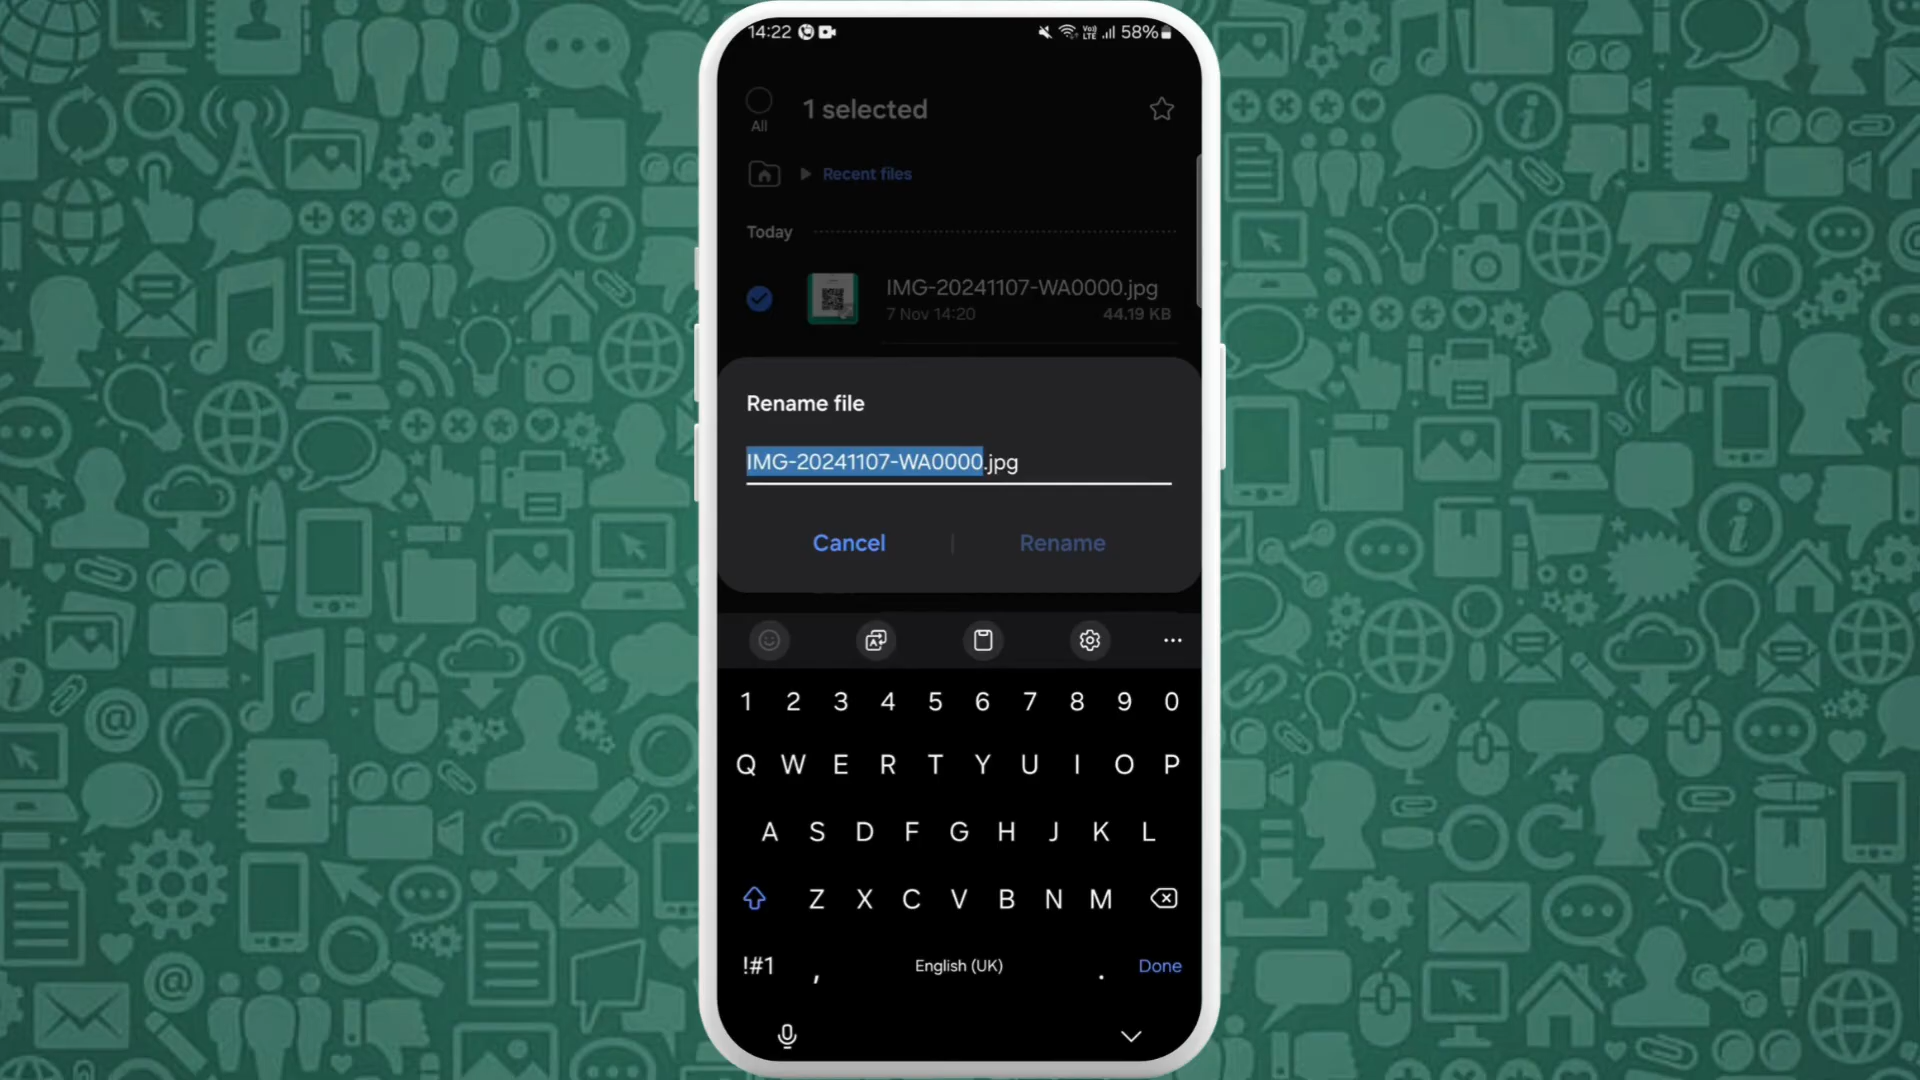 14:22 Vo) LTE 58%
1 selected
All
Recent files
Today
IMG-20241107-WA0000.jpg
7 Nov 14:20 44.19 KB
Rename file
IMG-20241107-WA0000.jpg
Cancel Rename
1 2 3 4 5 6 7 8 9 0
Q W E R T Y U I O P
A S D F G H J K L
Z X C V B N M
!#1 , English (UK) . Done